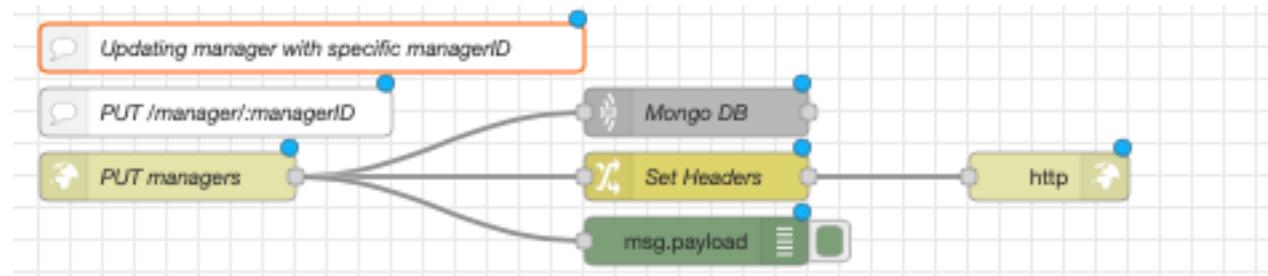 Updating manager with specific managerID
PUT /manager/:managerID
Mongo DB
PUT managers
Set Headers
http
msg.payload